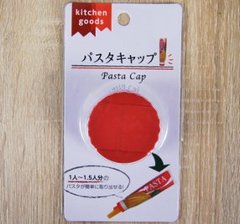 kitchen
goods
パスタキャップ
Pasta Cap
1人〜1.5人分の
パスタが簡単に取り出せる!
PASTA